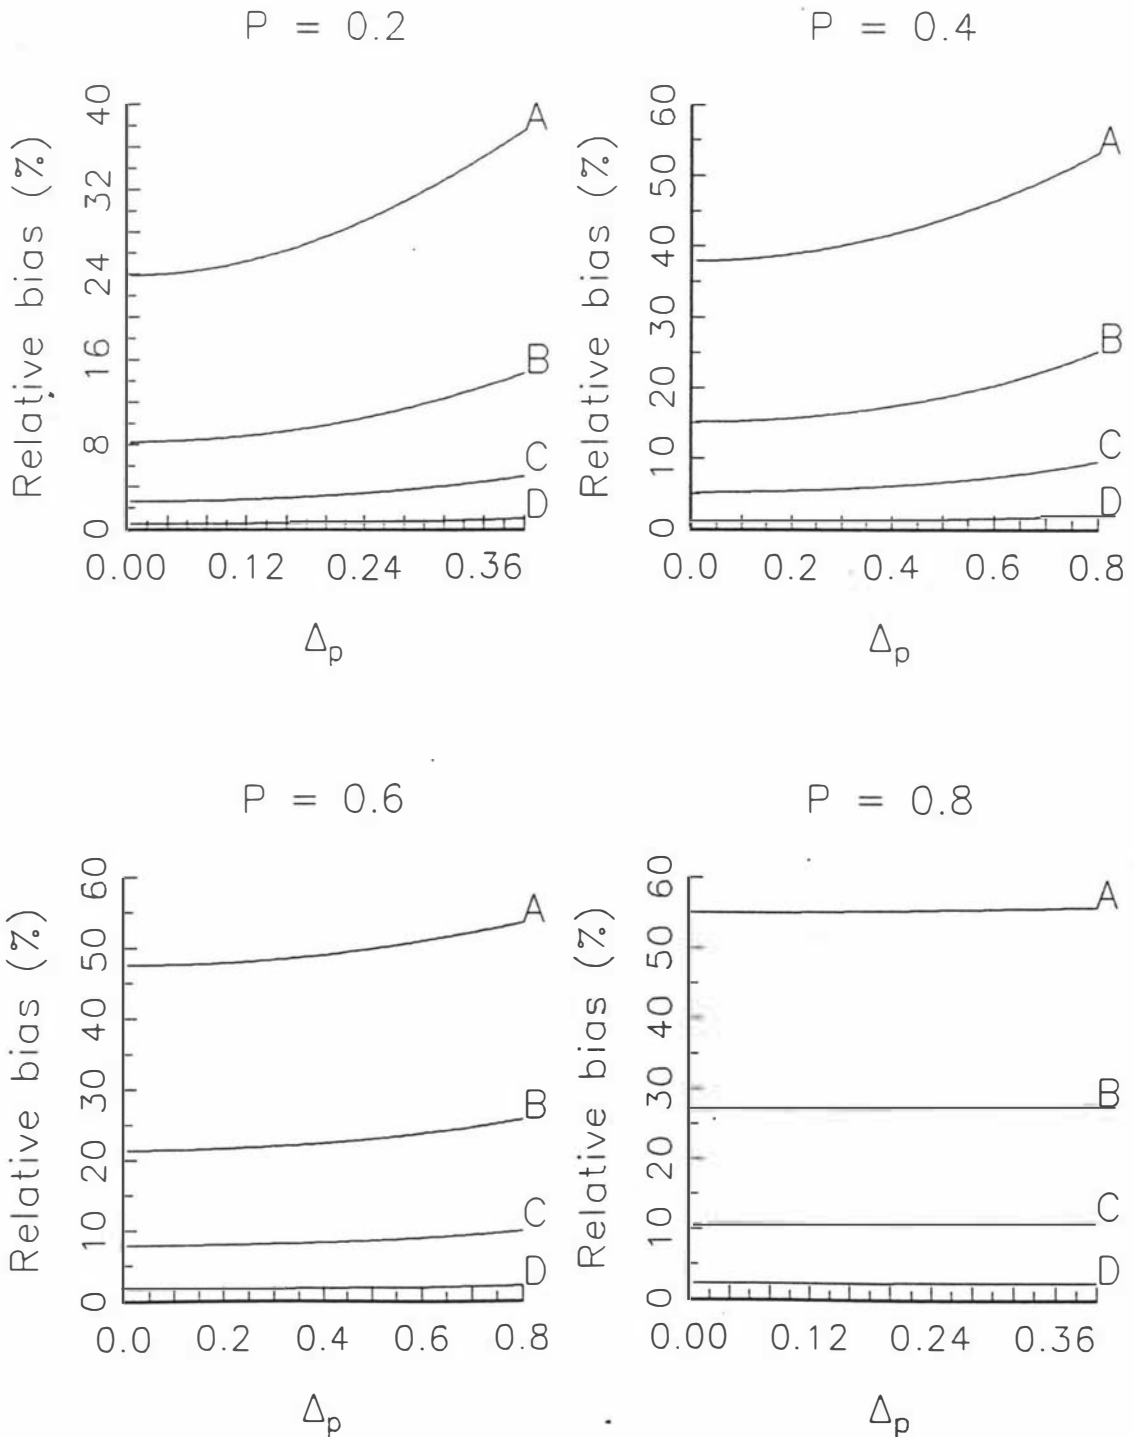 P = 0.2
Relative bias (%)
40
32
24
16
8
0
A
B
C
D
0.00 0.12 0.24 0.36
Δp
P = 0.4
Relative bias (%)
60
50
40
30
20
10
0
A
B
C
D
0.0 0.2 0.4 0.6 0.8
Δp
P = 0.6
Relative bias (%)
60
50
40
30
20
10
0
A
B
C
D
0.0 0.2 0.4 0.6 0.8
Δp
P = 0.8
Relative bias (%)
60
50
40
30
20
10
0
A
B
C
D
0.00 0.12 0.24 0.36
Δp